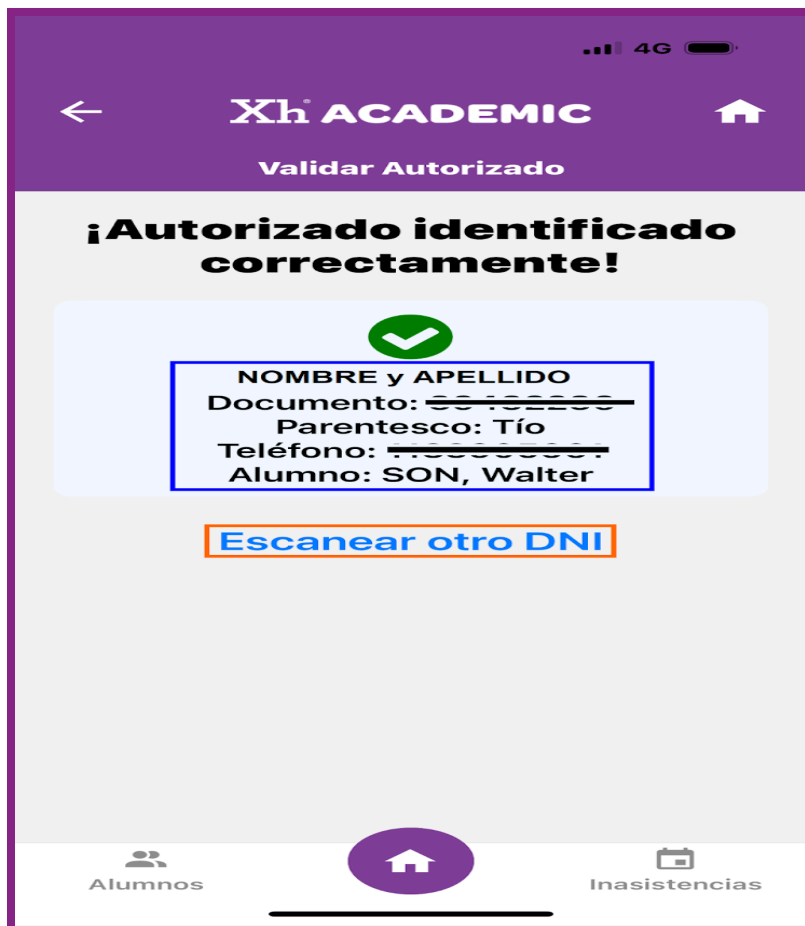 4G
Xh® ACADEMIC
Validar Autorizado
¡Autorizado identificado
correctamente!
NOMBRE y APELLIDO
Documento:
Parentesco: Tío
Teléfono:
Alumno: SON, Walter
Escanear otro DNI
Alumnos
Inasistencias